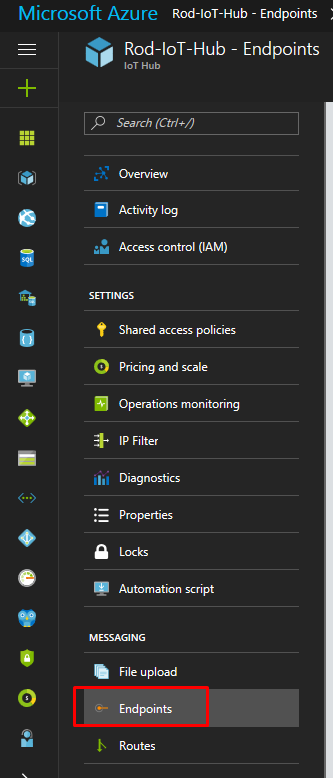 Microsoft Azure Rod-IoT-Hub - Endpoints
Rod-IoT-Hub - Endpoints
IoT Hub
Search (Ctrl+/)
Overview
Activity log
Access control (IAM)
SETTINGS
Shared access policies
Pricing and scale
Operations monitoring
IP Filter
Diagnostics
Properties
Locks
Automation script
MESSAGING
File upload
Endpoints
Routes
SQL